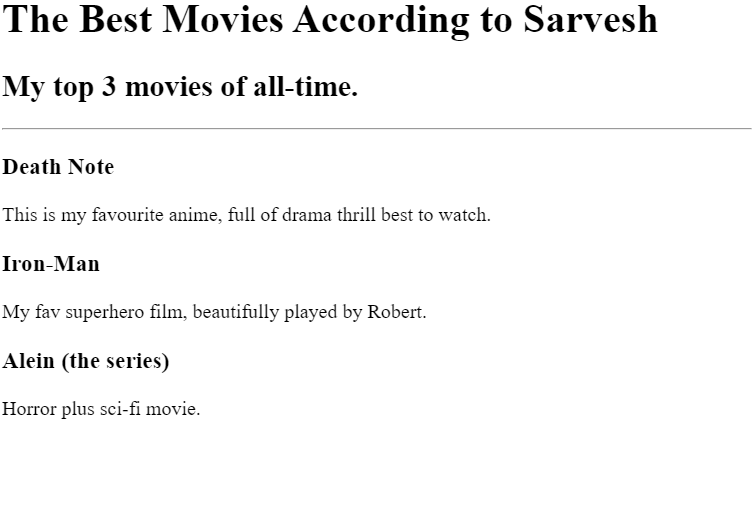 The Best Movies According to Sarvesh
My top 3 movies of all-time.
Death Note
This is my favourite anime, full of drama thrill best to watch.
Iron-Man
My fav superhero film, beautifully played by Robert.
Alein (the series)
Horror plus sci-fi movie.